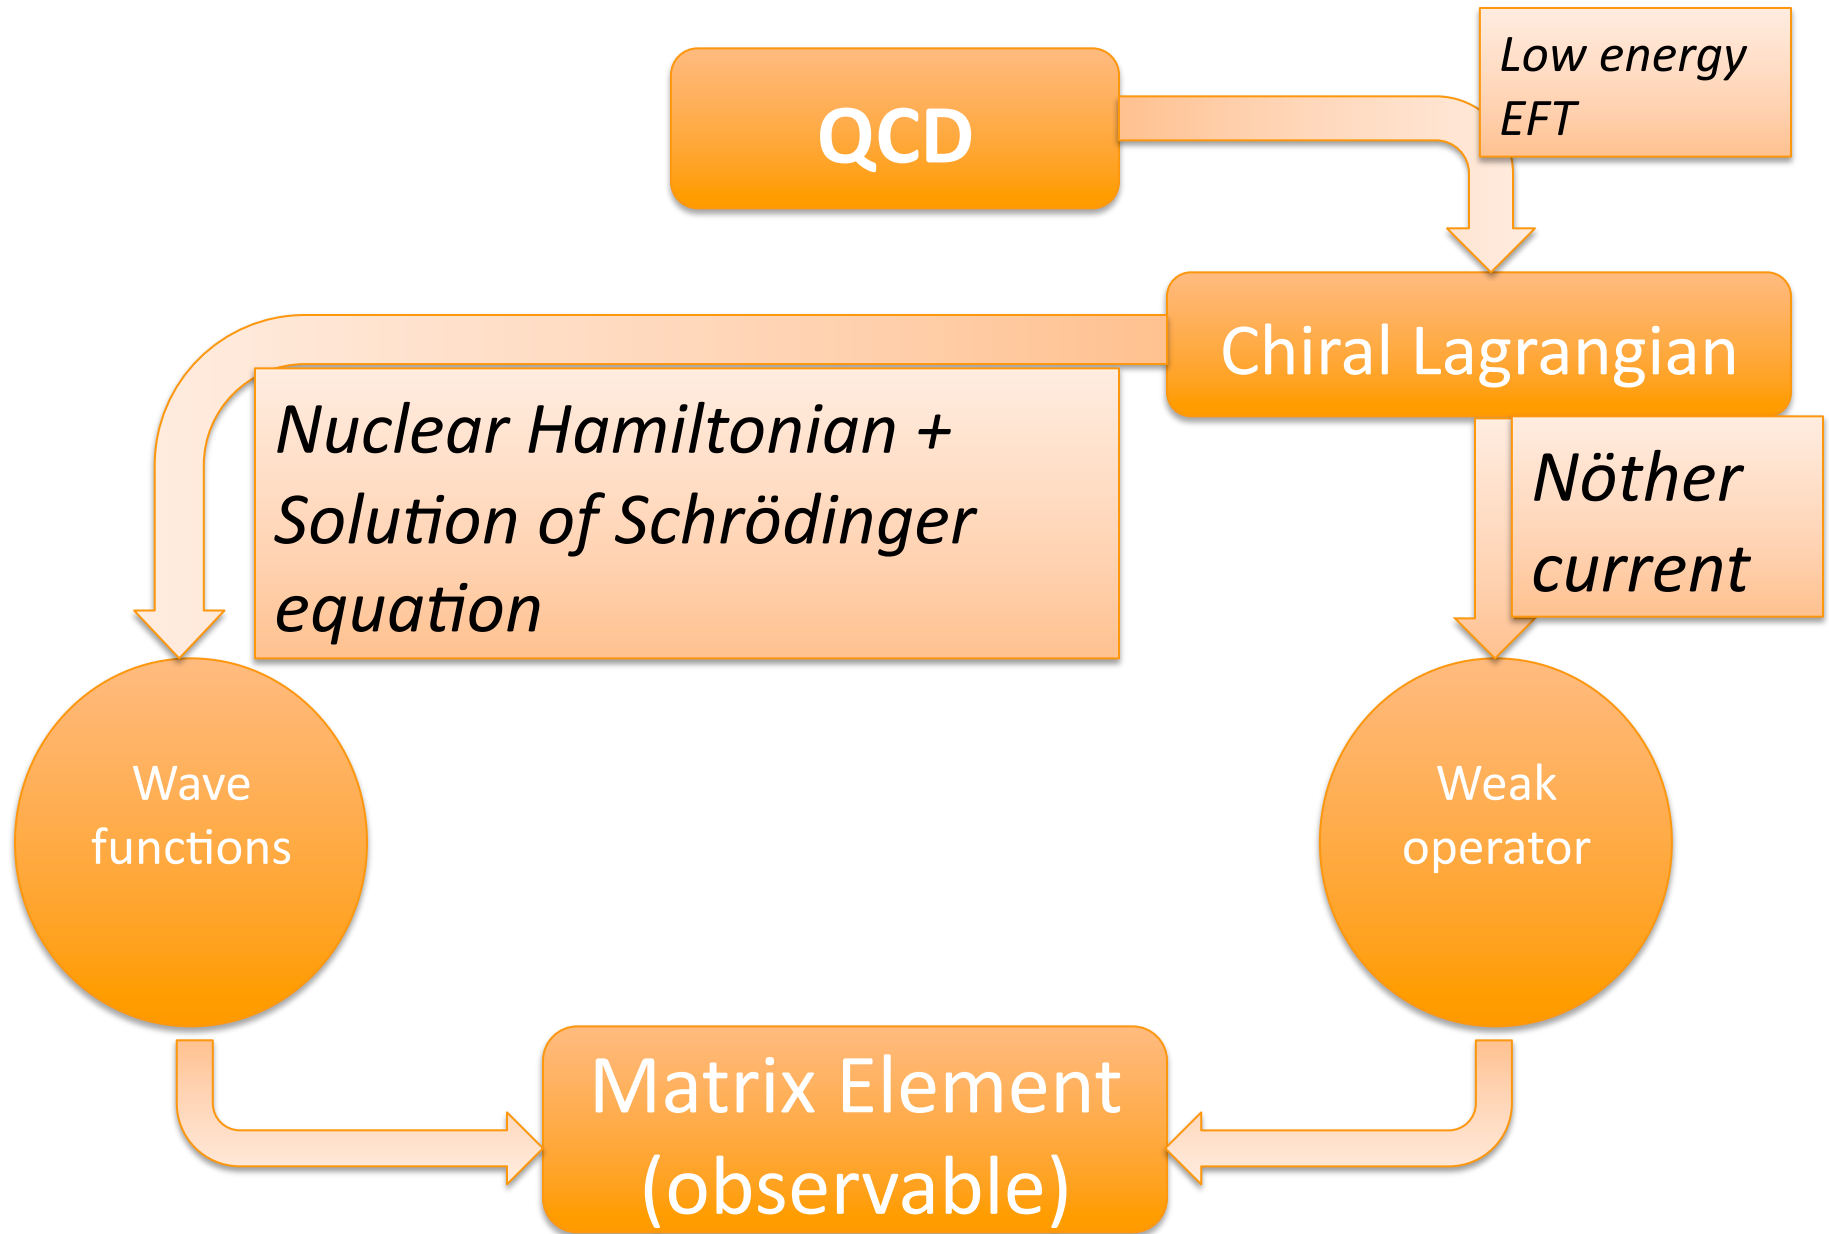 QCD
Low energy
EFT
Chiral Lagrangian
Nuclear Hamiltonian +
Solution of Schrödinger
equation
Nöther
current
Wave
functions
Weak
operator
Matrix Element
(observable)